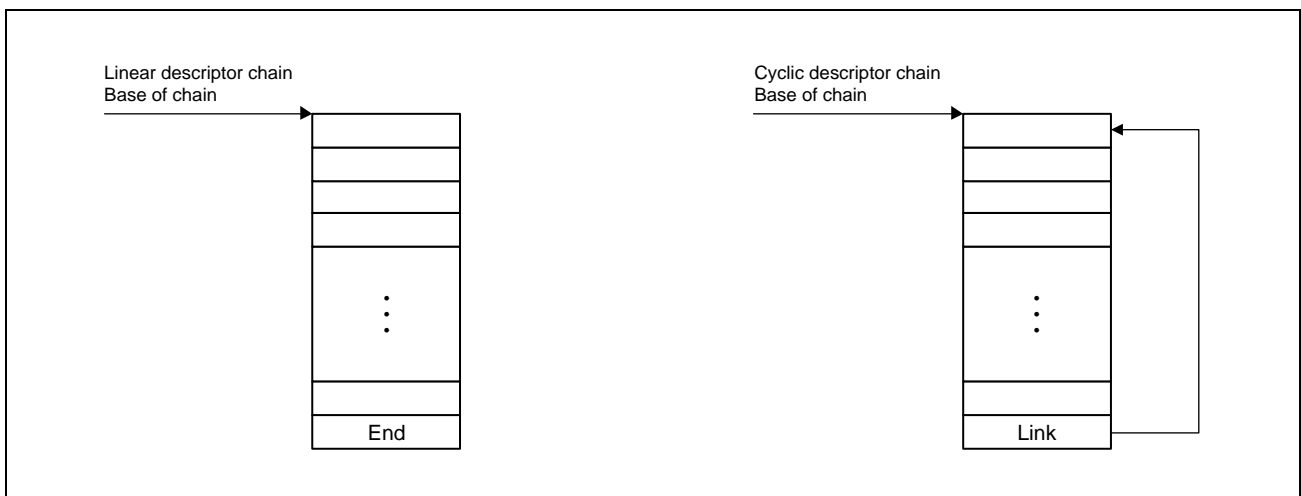 Linear descriptor chain
Base of chain
End
Cyclic descriptor chain
Base of chain
Link